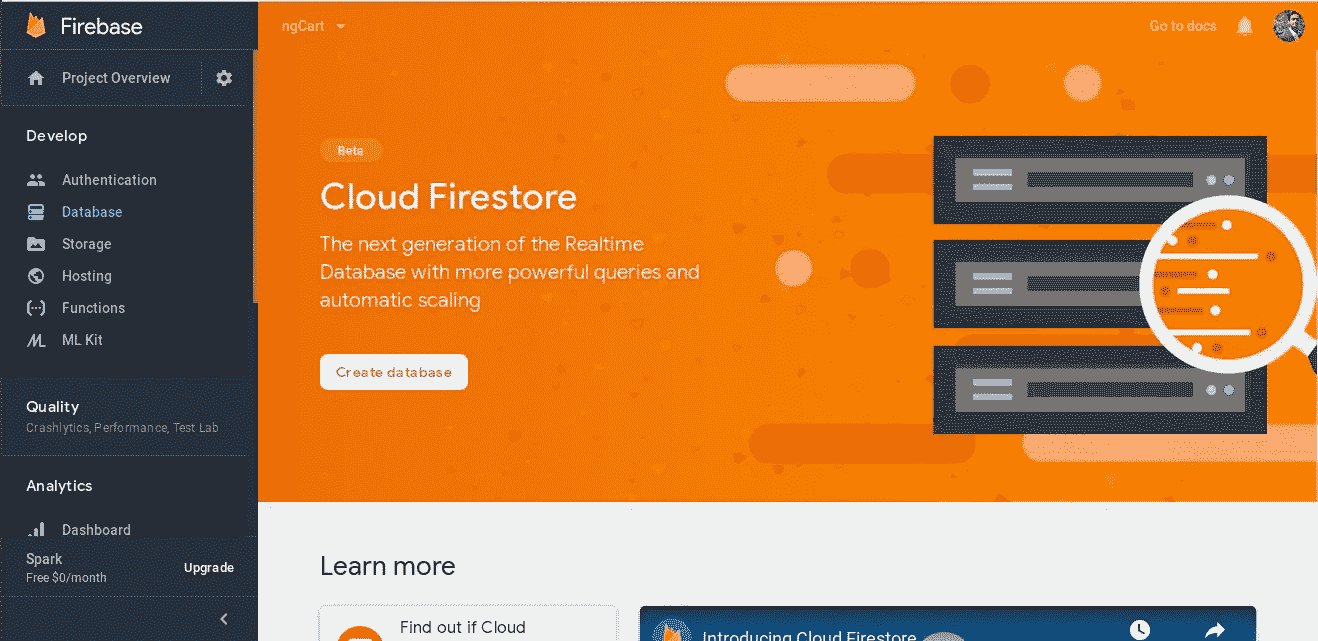 Firebase
Project Overview
Develop
Authentication
Database
Storage
Hosting
Functions
ML Kit
Quality
Crashlytics, Performance, Test Lab
Analytics
Dashboard
Spark
Free $0/month
Upgrade
ngCart
Go to docs
Beta
Cloud Firestore
The next generation of the Realtime
Database with more powerful queries and
automatic scaling
Create database
Learn more
Find out if Cloud
Introducing Cloud Firestore